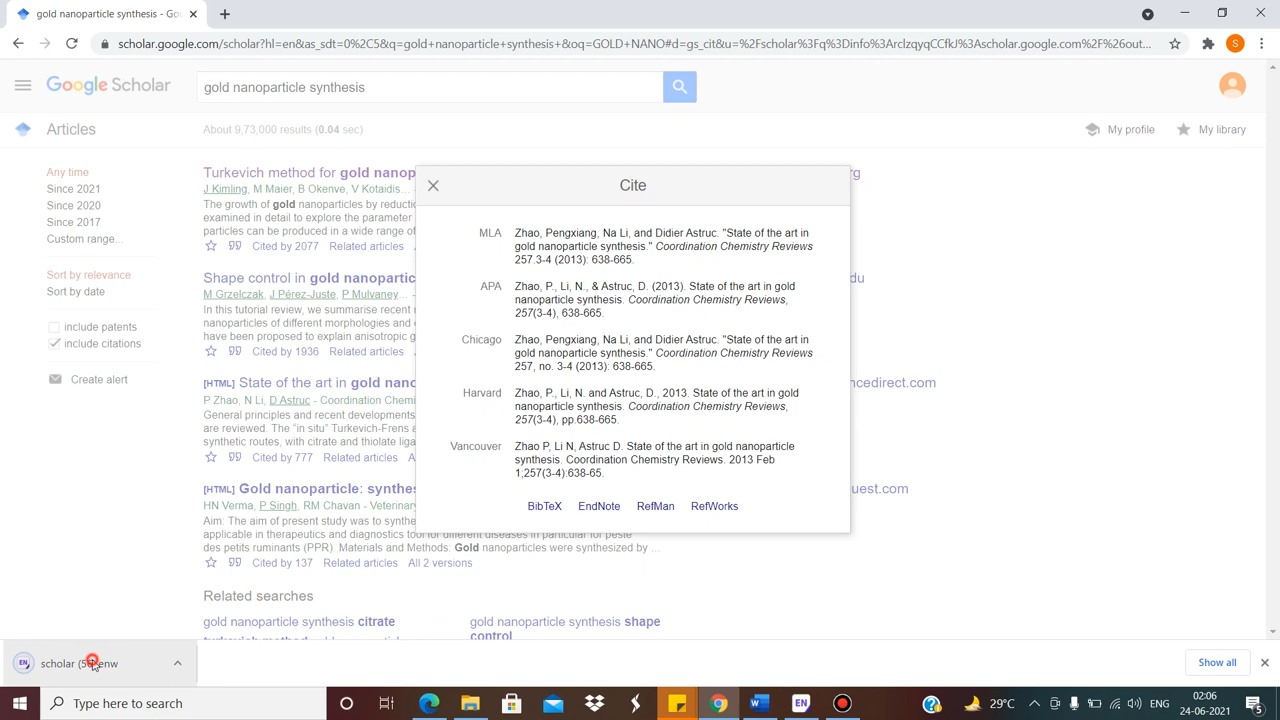 gold nanoparticle synthesis - Go
scholar.google.com/scholar?hl=en&as_sdt=0%2C5&q=gold+nanoparticle+synthesis+&oq=GOLD+NANO#d=gs_cit&u=%2Fscholar%3Fq%3Dinfo%3ArclzqyqCCfkJ%3Ascholar.google.com%2F%26out...
S
Google Scholar
gold nanoparticle synthesis
Articles
About 9,73,000 results (0.04 sec)
My profile
My library
Any time
Since 2021
Since 2020
Since 2017
Custom range...
Sort by relevance
Sort by date
include patents
include citations
Create alert
Turkevich method for gold nanop
rg
J Kimling, M Maier, B Okenve, V Kotaidis...
The growth of gold nanoparticles by reductio
examined in detail to explore the parameter
particles can be produced in a wide range of
Cited by 2077 Related articles
Shape control in gold nanopartic
du
M Grzelczak, J Pérez-Juste, P Mulvaney...
In this tutorial review, we summarise recent r
nanoparticles of different morphologies and c
have been proposed to explain anisotropic g
Cited by 1936 Related articles
[HTML] State of the art in gold nano
ncedirect.com
P Zhao, N Li, D Astruc - Coordination Chemi
General principles and recent developments
are reviewed. The "in situ" Turkevich-Frens a
synthetic routes, with citrate and thiolate liga
Cited by 777 Related articles A
[HTML] Gold nanoparticle: synthe
uest.com
HN Verma, P Singh, RM Chavan - Veterinary
Aim: The aim of present study was to synthe
applicable in therapeutics and diagnostics tool for different diseases in particular for peste
des petits ruminants (PPR). Materials and Methods: Gold nanoparticles were synthesized by ...
Cited by 137 Related articles All 2 versions
Related searches
gold nanoparticle synthesis citrate
gold nanoparticle synthesis shape
control
turkevich method
Cite
MLA
Zhao, Pengxiang, Na Li, and Didier Astruc. "State of the art in
gold nanoparticle synthesis." Coordination Chemistry Reviews
257.3-4 (2013): 638-665.
APA
Zhao, P., Li, N., & Astruc, D. (2013). State of the art in gold
nanoparticle synthesis. Coordination Chemistry Reviews,
257(3-4), 638-665.
Chicago
Zhao, Pengxiang, Na Li, and Didier Astruc. "State of the art in
gold nanoparticle synthesis." Coordination Chemistry Reviews
257, no. 3-4 (2013): 638-665.
Harvard
Zhao, P., Li, N. and Astruc, D., 2013. State of the art in gold
nanoparticle synthesis. Coordination Chemistry Reviews,
257(3-4), pp.638-665.
Vancouver
Zhao P, Li N, Astruc D. State of the art in gold nanoparticle
synthesis. Coordination Chemistry Reviews. 2013 Feb
1;257(3-4):638-65.
BibTeX EndNote RefMan RefWorks
EN
scholar enw
Show all
Type here to search
EN
29°C
ENG
02:06
24-06-2021
5